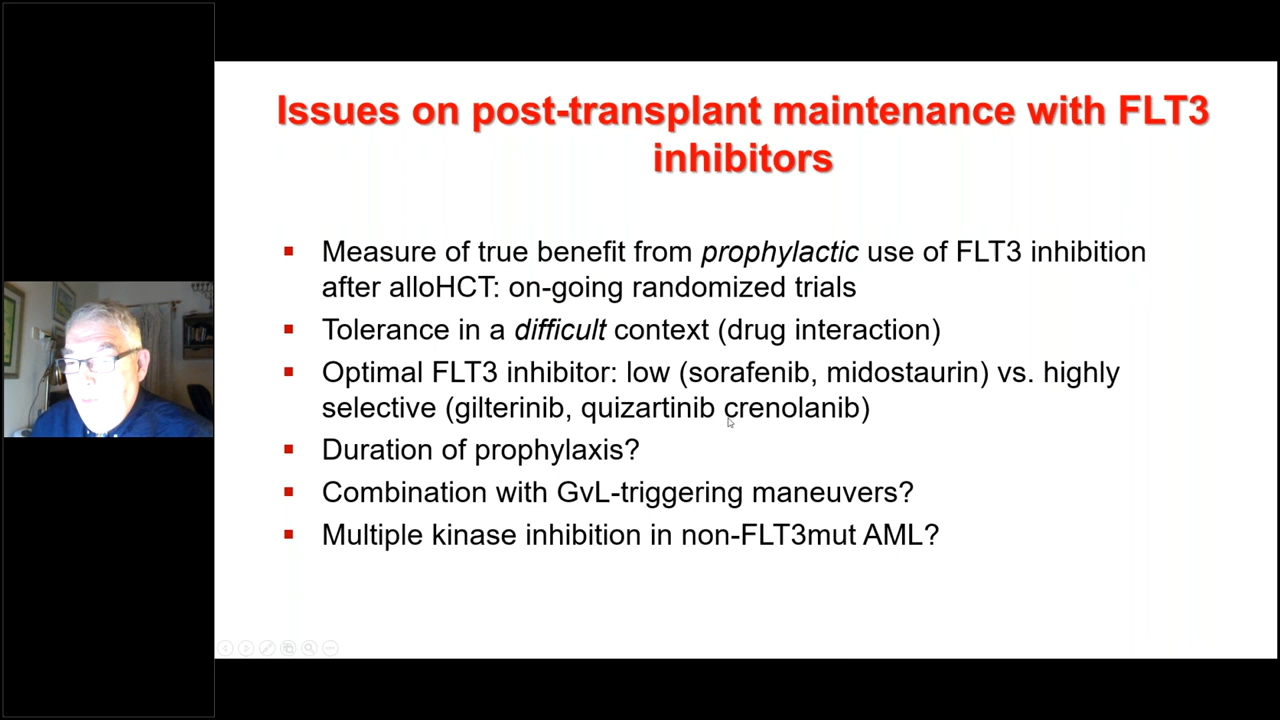 Issues on post-transplant maintenance with FLT3
inhibitors
▪ Measure of true benefit from prophylactic use of FLT3 inhibition
after alloHCT: on-going randomized trials
▪ Tolerance in a difficult context (drug interaction)
▪ Optimal FLT3 inhibitor: low (sorafenib, midostaurin) vs. highly
selective (gilterinib, quizartinib crenolanib)
▪ Duration of prophylaxis?
▪ Combination with GvL-triggering maneuvers?
▪ Multiple kinase inhibition in non-FLT3mut AML?